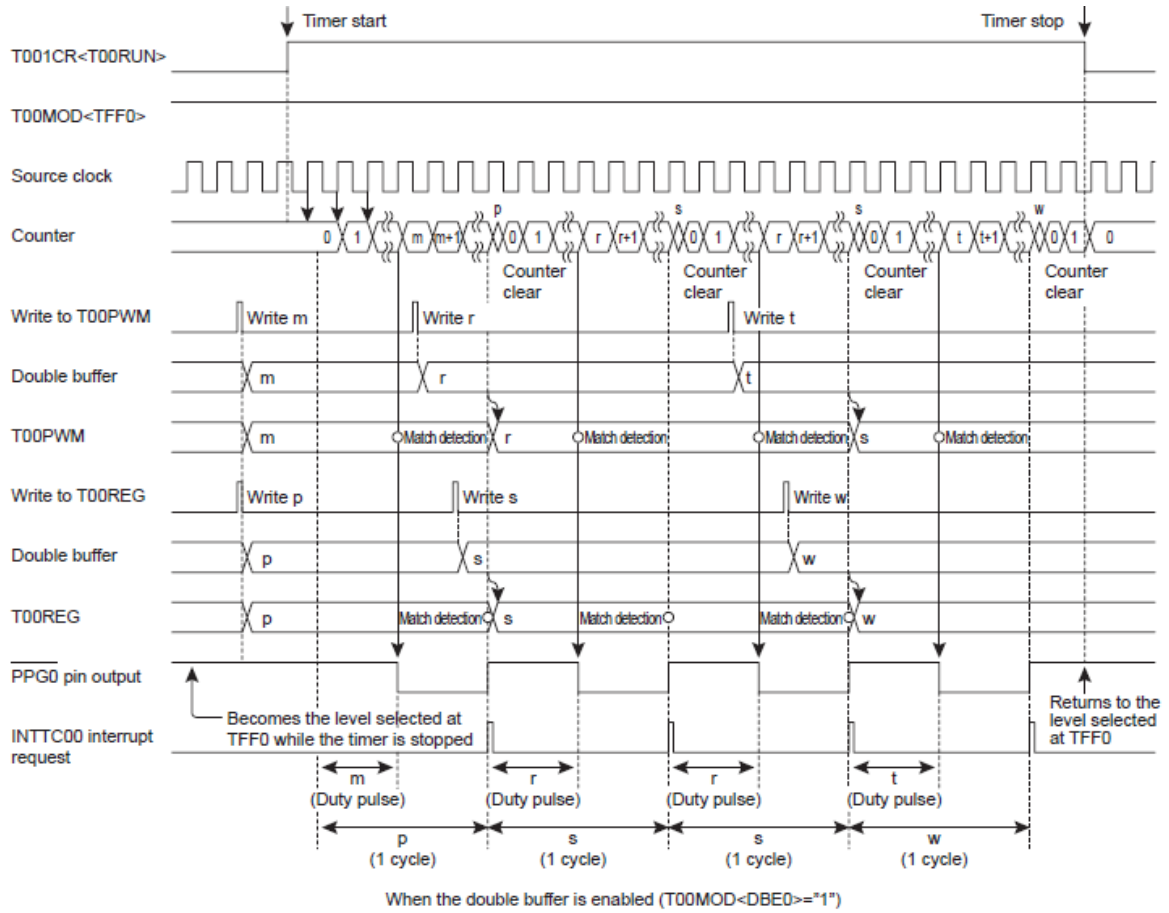 Timer start
Timer stop
T001CR<T00RUN>
T00MOD<TFF0>
Source clock
p s s w
Counter 0 1 m m+1 0 1 r r+1 0 1 r r+1 0 1 t t+1 0 1 0
Counter clear
Counter clear
Counter clear
Counter clear
Write to T00PWM Write m Write r Write t
Double buffer m r t
T00PWM m Match detection r Match detection Match detection s Match detection
Write to T00REG Write p Write s Write w
Double buffer p s w
T00REG p Match detection s Match detection Match detection w
PPG0 pin output
Becomes the level selected at
TFF0 while the timer is stopped
Returns to the
level selected
at TFF0
INTTC00 interrupt
request
m r r t
(Duty pulse) (Duty pulse) (Duty pulse) (Duty pulse)
p s s w
(1 cycle) (1 cycle) (1 cycle) (1 cycle)
When the double buffer is enabled (T00MOD<DBE0>="1")